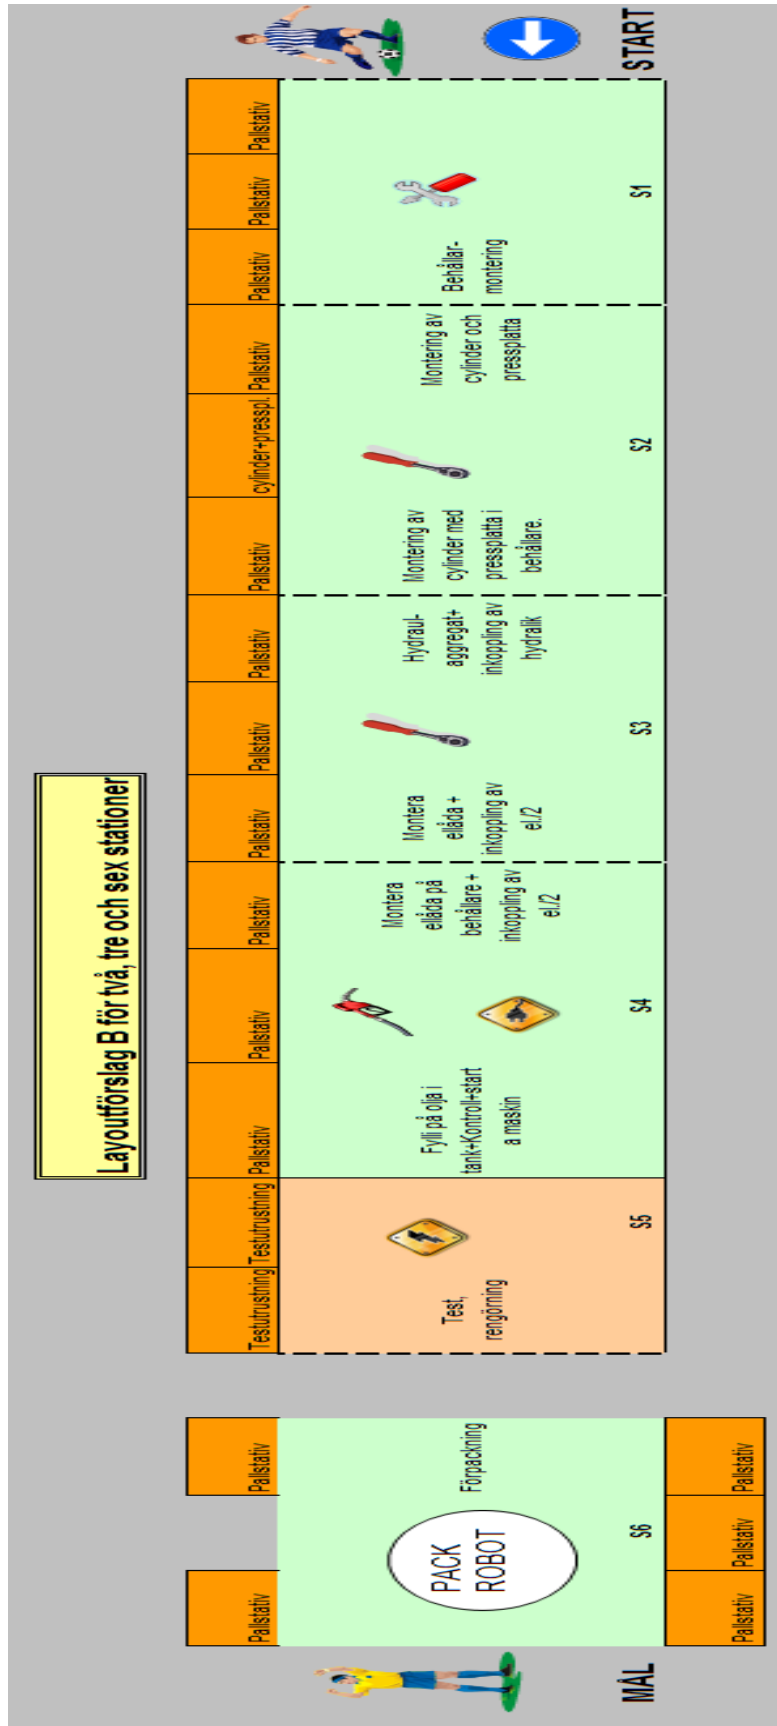 Layoutförslag B för två, tre och sex stationer
Pallstativ
Pallstativ
Testutrustning
Testutrustning
Pallstativ
Pallstativ
Pallstativ
Pallstativ
Pallstativ
Pallstativ
Pallstativ
cylinder+presspl.
Pallstativ
Pallstativ
Pallstativ
Pallstativ
PACK
ROBOT
Förpackning
Test,
rengörning
Fylli på olja i
tank+Kontroll+start
a maskin
Montera
ellåda på
behållare +
inkoppling av
el./2
Montera
ellåda +
inkoppling av
el./2
Hydraul-
aggregat+
inkoppling av
hydralik
Montering av
cylinder med
pressplatta i
behållare.
Montering av
cylinder och
pressplatta
Behållar-
montering
MÅL
S6
S5
S4
S3
S2
S1
START
Pallstativ
Pallstativ
Pallstativ